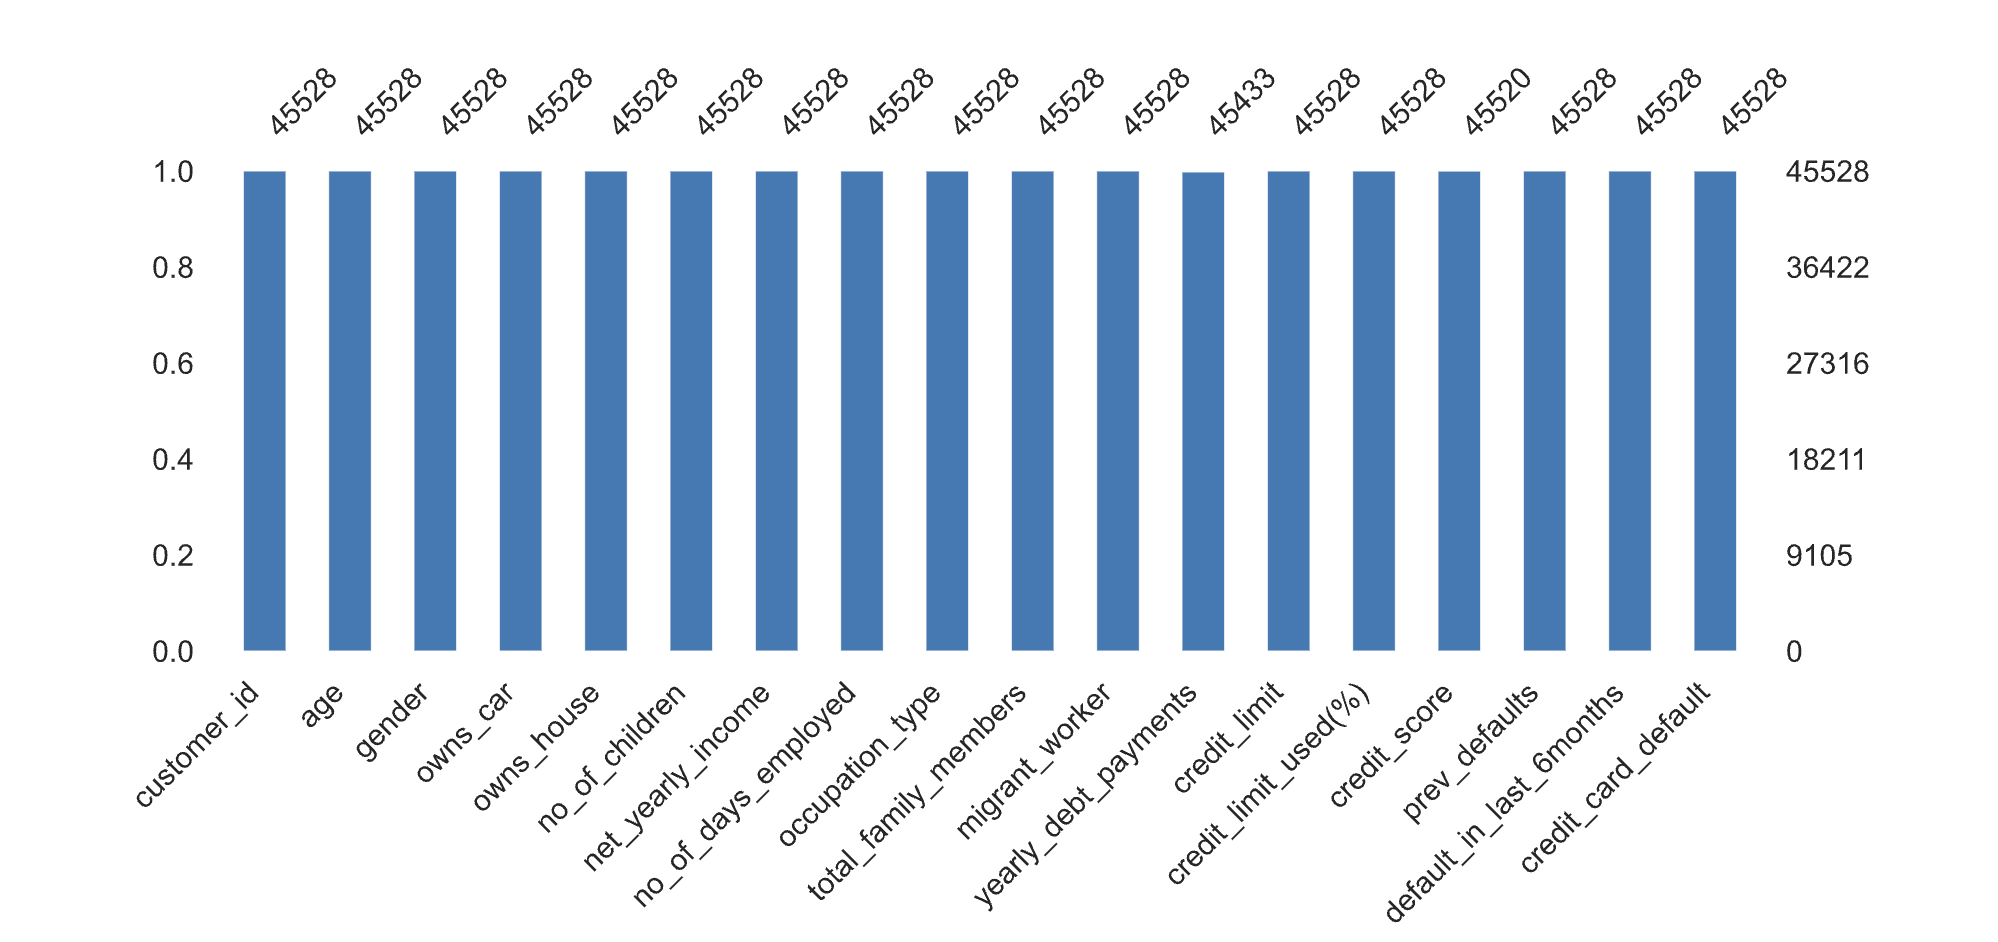 45528 45528 45528 45528 45528 45528 45528 45528 45528 45528 45528 45433 45528 45528 45520 45528 45528 45528
1.0 45528
0.8 36422
0.6 27316
0.4 18211
0.2 9105
0.0 0
customer_id
age
gender
owns_car
owns_house
no_of_children
net_yearly_income
no_of_days_employed
occupation_type
total_family_members
migrant_worker
yearly_debt_payments
credit_limit
credit_limit_used(%)
credit_score
prev_defaults
default_in_last_6months
credit_card_default